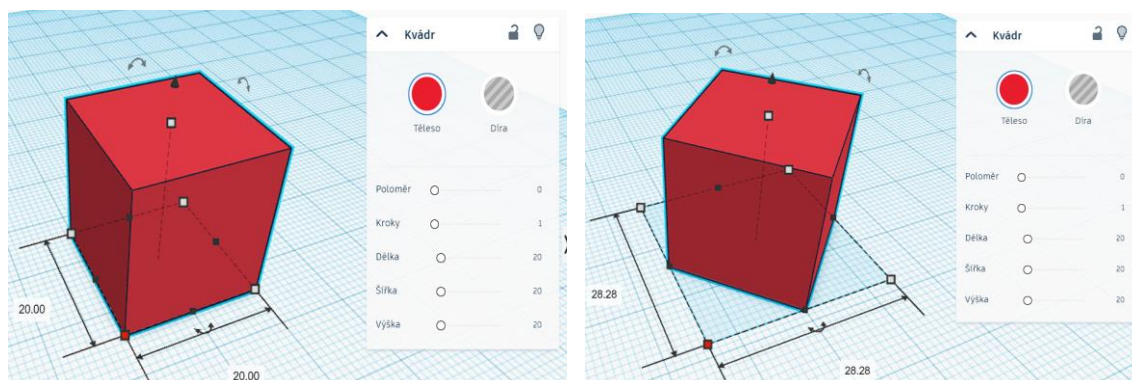 Kvádr
Těleso Díra
Poloměr 0
Kroky 1
Délka 20
Šířka 20
Výška 20
20.00
20.00
Kvádr
Těleso Díra
Poloměr 0
Kroky 1
Délka 20
Šířka 20
Výška 20
28.28
28.28